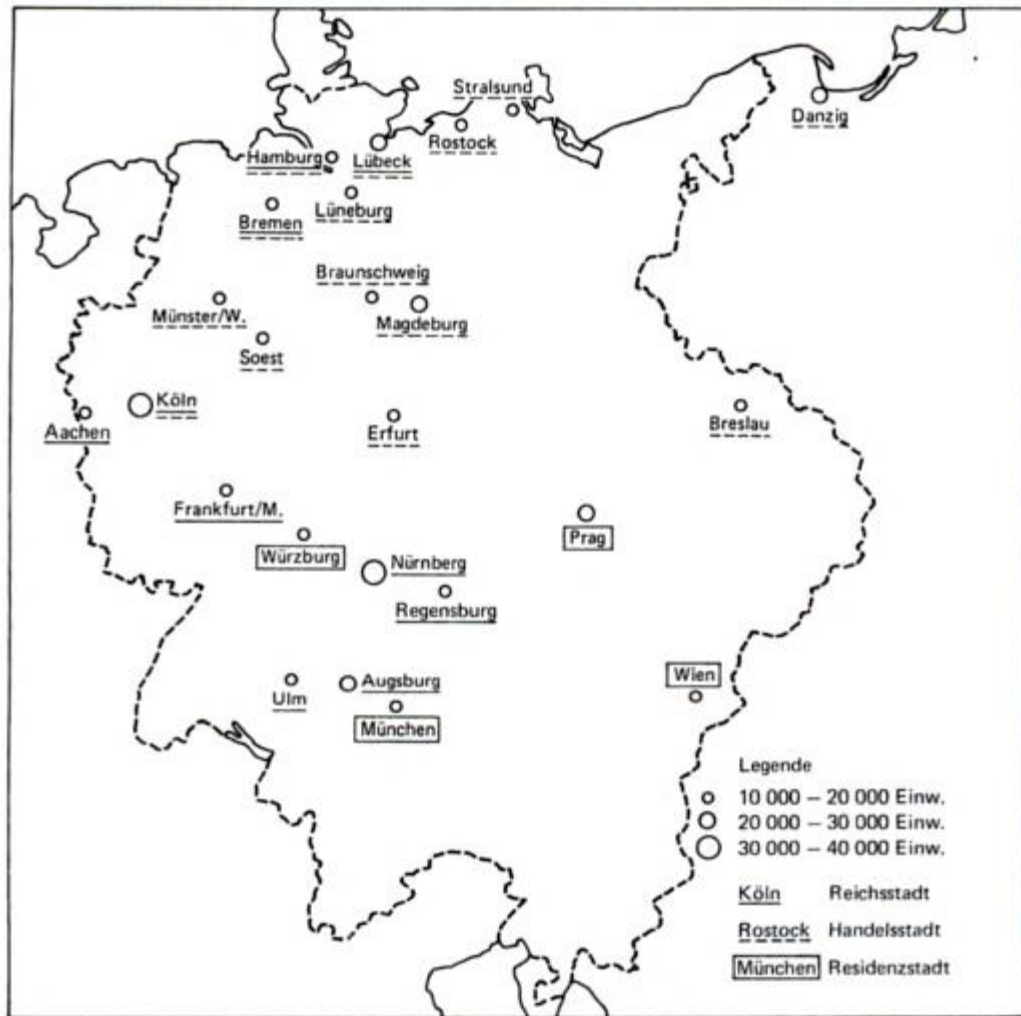 Stralsund
Danzig
Rostock
Hamburg
Lübeck
Lüneburg
Bremen
Braunschweig
Münster/W.
Magdeburg
Soest
Köln
Aachen
Erfurt
Breslau
Frankfurt/M.
Prag
Würzburg
Nürnberg
Regensburg
Wien
Ulm
Augsburg
München
Legende
10 000 – 20 000 Einw.
20 000 – 30 000 Einw.
30 000 – 40 000 Einw.
Köln Reichsstadt
Rostock Handelsstadt
München Residenzstadt